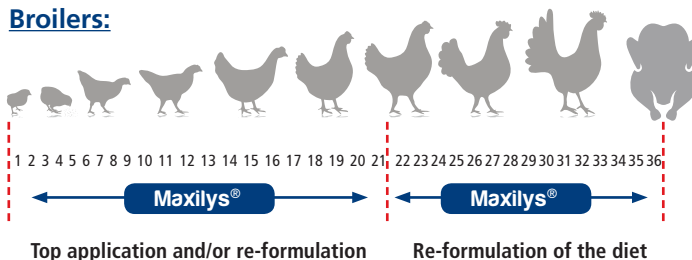 Broilers:
1 2 3 4 5 6 7 8 9 10 11 12 13 14 15 16 17 18 19 20 21 22 23 24 25 26 27 28 29 30 31 32 33 34 35 36
Maxilys® Maxilys®
Top application and/or re-formulation Re-formulation of the diet